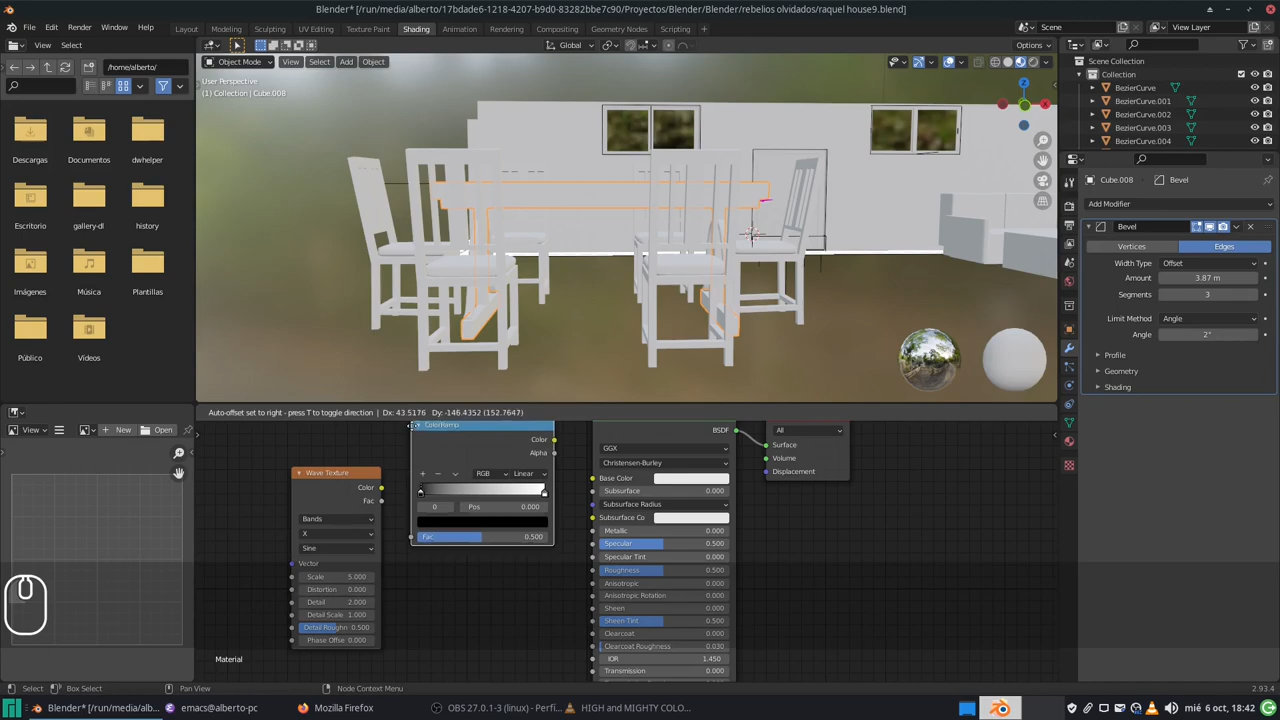 Blender* [/run/media/alberto/17bdade6-1218-4207-b9d0-83282bbe7c90/Proyectos/Blender/Blender/rebelios olvidados/raquel house9.blend]
File Edit Render Window Help
Layout Modeling Sculpting UV Editing Texture Paint Shading Animation Rendering Compositing Geometry Nodes Scripting
Scene
View Layer
View Select
Global
Options
/home/alberto/
Object Mode View Select Add Object
User Perspective
(1) Collection | Cube.008
Z
X
Descargas Documentos dwhelper
Escritorio gallery-dl history
Imágenes Música Plantillas
Público Vídeos
Scene Collection
Collection
BezierCurve
BezierCurve.001
BezierCurve.002
BezierCurve.003
BezierCurve.004
Cube.008 Bevel
Add Modifier
Bevel
Vertices Edges
Width Type Offset
Amount 3.87 m
Segments 3
Limit Method Angle
Angle 2°
Profile
Geometry
Shading
View New Open
Auto-offset set to right - press T to toggle direction | Dx: 43.5176 Dy: -146.4352 (152.7647)
Wave Texture
Color
Fac
Bands
X
Sine
Vector
Scale 5.000
Distortion 0.000
Detail 2.000
Detail Scale 1.000
Detail Roughn 0.500
Phase Offse 0.000
ColorRamp
Color
Alpha
RGB Linear
0 Pos 0.000
Fac 0.500
BSDF
GGX
Christensen-Burley
Base Color
Subsurface 0.000
Subsurface Radius
Subsurface Co
Metallic 0.000
Specular 0.500
Specular Tint 0.000
Roughness 0.500
Anisotropic 0.000
Anisotropic Rotation 0.000
Sheen 0.000
Sheen Tint 0.500
Clearcoat 0.000
Clearcoat Roughness 0.030
IOR 1.450
Transmission 0.000
All
Surface
Volume
Displacement
Material
Select Box Select Pan View Node Context Menu 2.93.4
Blender* [/run/media/alb... emacs@alberto-pc Mozilla Firefox OBS 27.0.1-3 (linux) - Perfi... HIGH and MIGHTY COLO... mié 6 oct, 18:42